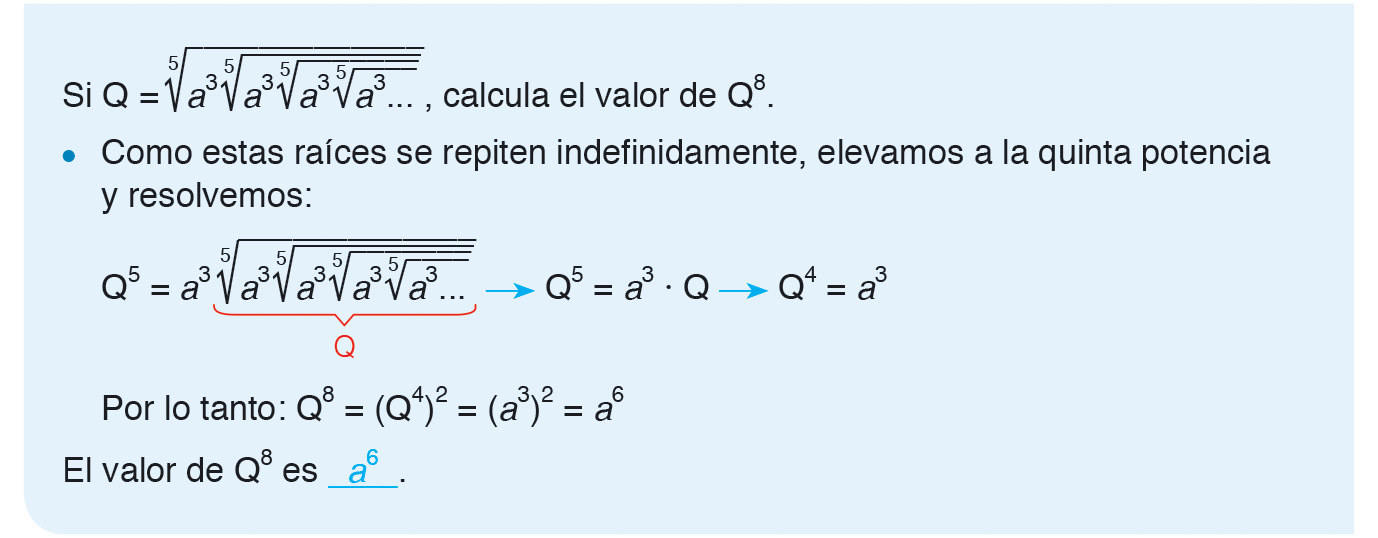 Si Q = ⁵√(a³ ⁵√(a³ ⁵√(a³ ⁵√(a³...)))), calcula el valor de Q⁸.
• Como estas raíces se repiten indefinidamente, elevamos a la quinta potencia
y resolvemos:
Q⁵ = a³ ⁵√(a³ ⁵√(a³ ⁵√(a³ ⁵√(a³...)))) → Q⁵ = a³ · Q → Q⁴ = a³
Q
Por lo tanto: Q⁸ = (Q⁴)² = (a³)² = a⁶
El valor de Q⁸ es a⁶.